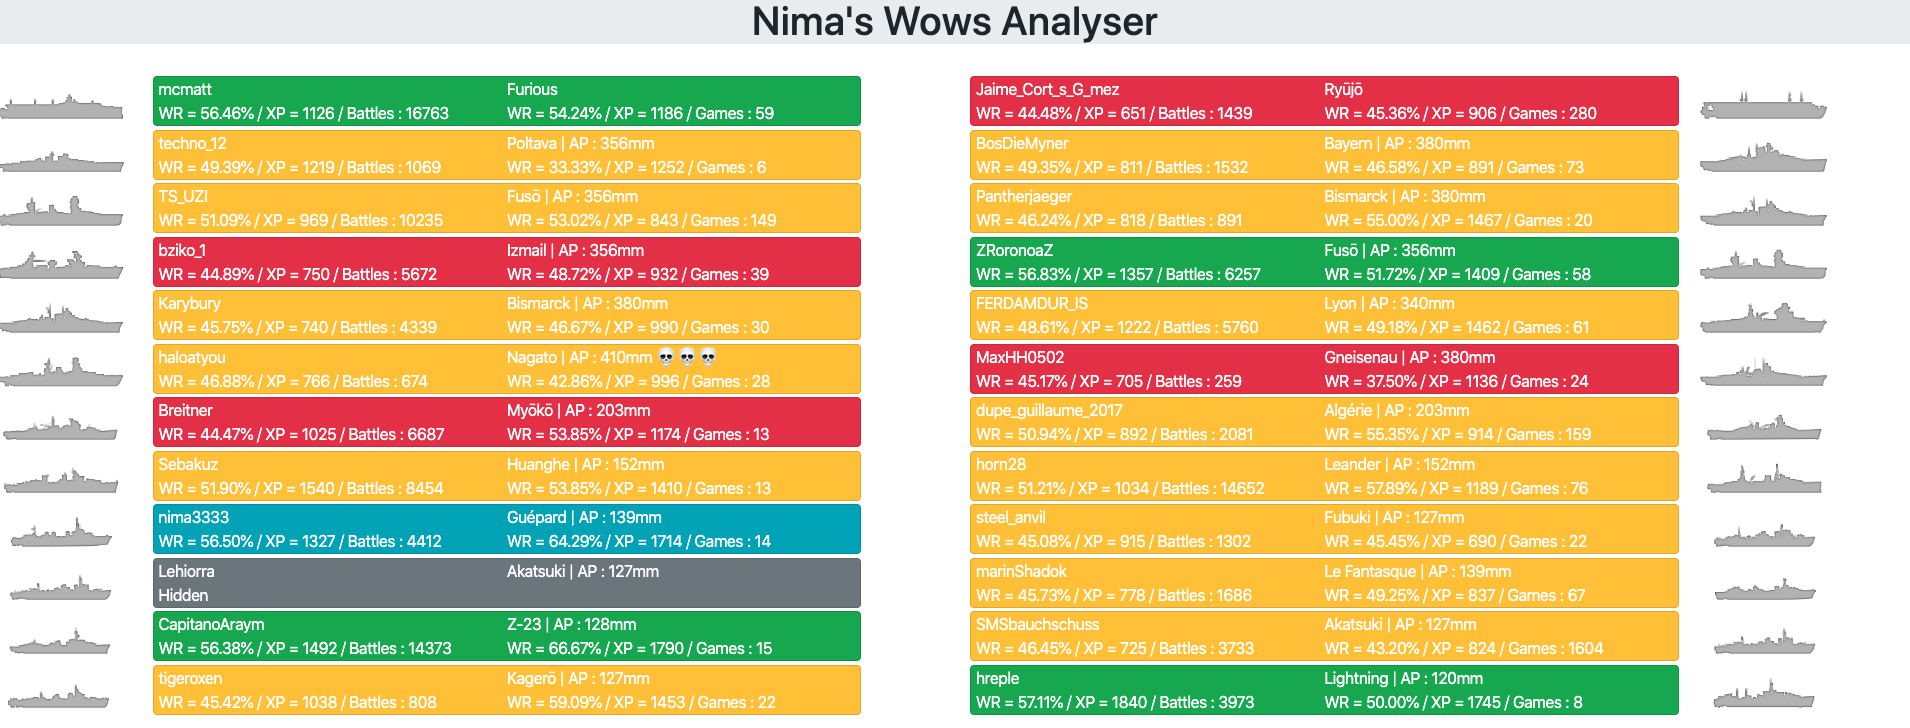 Nima's Wows Analyser
mcmatt Furious
WR = 56.46% / XP = 1126 / Battles : 16763 WR = 54.24% / XP = 1186 / Games : 59
techno_12 Poltava | AP : 356mm
WR = 49.39% / XP = 1219 / Battles : 1069 WR = 33.33% / XP = 1252 / Games : 6
TS_UZI Fusō | AP : 356mm
WR = 51.09% / XP = 969 / Battles : 10235 WR = 53.02% / XP = 843 / Games : 149
bziko_1 Izmail | AP : 356mm
WR = 44.89% / XP = 750 / Battles : 5672 WR = 48.72% / XP = 932 / Games : 39
Karybury Bismarck | AP : 380mm
WR = 45.75% / XP = 740 / Battles : 4339 WR = 46.67% / XP = 990 / Games : 30
haloatyou Nagato | AP : 410mm 💀 💀 💀
WR = 46.88% / XP = 766 / Battles : 674 WR = 42.86% / XP = 996 / Games : 28
Breitner Myōkō | AP : 203mm
WR = 44.47% / XP = 1025 / Battles : 6687 WR = 53.85% / XP = 1174 / Games : 13
Sebakuz Huanghe | AP : 152mm
WR = 51.90% / XP = 1540 / Battles : 8454 WR = 53.85% / XP = 1410 / Games : 13
nima3333 Guépard | AP : 139mm
WR = 56.50% / XP = 1327 / Battles : 4412 WR = 64.29% / XP = 1714 / Games : 14
Lehiorra Akatsuki | AP : 127mm
Hidden
CapitanoAraym Z-23 | AP : 128mm
WR = 56.38% / XP = 1492 / Battles : 14373 WR = 66.67% / XP = 1790 / Games : 15
tigeroxen Kagerō | AP : 127mm
WR = 45.42% / XP = 1038 / Battles : 808 WR = 59.09% / XP = 1453 / Games : 22
Jaime_Cort_s_G_mez Ryūjō
WR = 44.48% / XP = 651 / Battles : 1439 WR = 45.36% / XP = 906 / Games : 280
BosDieMyner Bayern | AP : 380mm
WR = 49.35% / XP = 811 / Battles : 1532 WR = 46.58% / XP = 891 / Games : 73
Pantherjaeger Bismarck | AP : 380mm
WR = 46.24% / XP = 818 / Battles : 891 WR = 55.00% / XP = 1467 / Games : 20
ZRoronoaZ Fusō | AP : 356mm
WR = 56.83% / XP = 1357 / Battles : 6257 WR = 51.72% / XP = 1409 / Games : 58
FERDAMDUR_IS Lyon | AP : 340mm
WR = 48.61% / XP = 1222 / Battles : 5760 WR = 49.18% / XP = 1462 / Games : 61
MaxHH0502 Gneisenau | AP : 380mm
WR = 45.17% / XP = 705 / Battles : 259 WR = 37.50% / XP = 1136 / Games : 24
dupe_guillaume_2017 Algérie | AP : 203mm
WR = 50.94% / XP = 892 / Battles : 2081 WR = 55.35% / XP = 914 / Games : 159
horn28 Leander | AP : 152mm
WR = 51.21% / XP = 1034 / Battles : 14652 WR = 57.89% / XP = 1189 / Games : 76
steel_anvil Fubuki | AP : 127mm
WR = 45.08% / XP = 915 / Battles : 1302 WR = 45.45% / XP = 690 / Games : 22
marinShadok Le Fantasque | AP : 139mm
WR = 45.73% / XP = 778 / Battles : 1686 WR = 49.25% / XP = 837 / Games : 67
SMSbauchschuss Akatsuki | AP : 127mm
WR = 46.45% / XP = 725 / Battles : 3733 WR = 43.20% / XP = 824 / Games : 1604
hreple Lightning | AP : 120mm
WR = 57.11% / XP = 1840 / Battles : 3973 WR = 50.00% / XP = 1745 / Games : 8